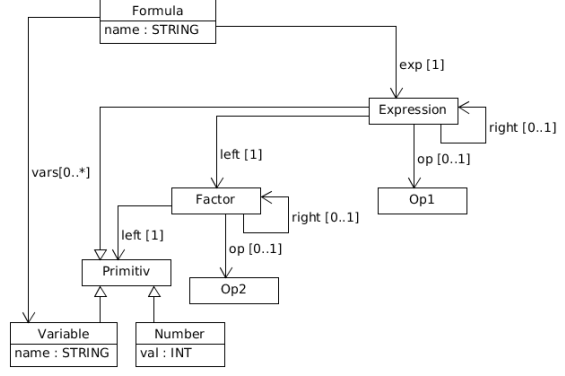 Formula
name : STRING
exp [1]
Expression
right [0..1]
left [1]
op [0..1]
vars[0..*]
Factor
Op1
right [0..1]
left [1]
op [0..1]
Primitiv
Op2
Variable
name : STRING
Number
val : INT